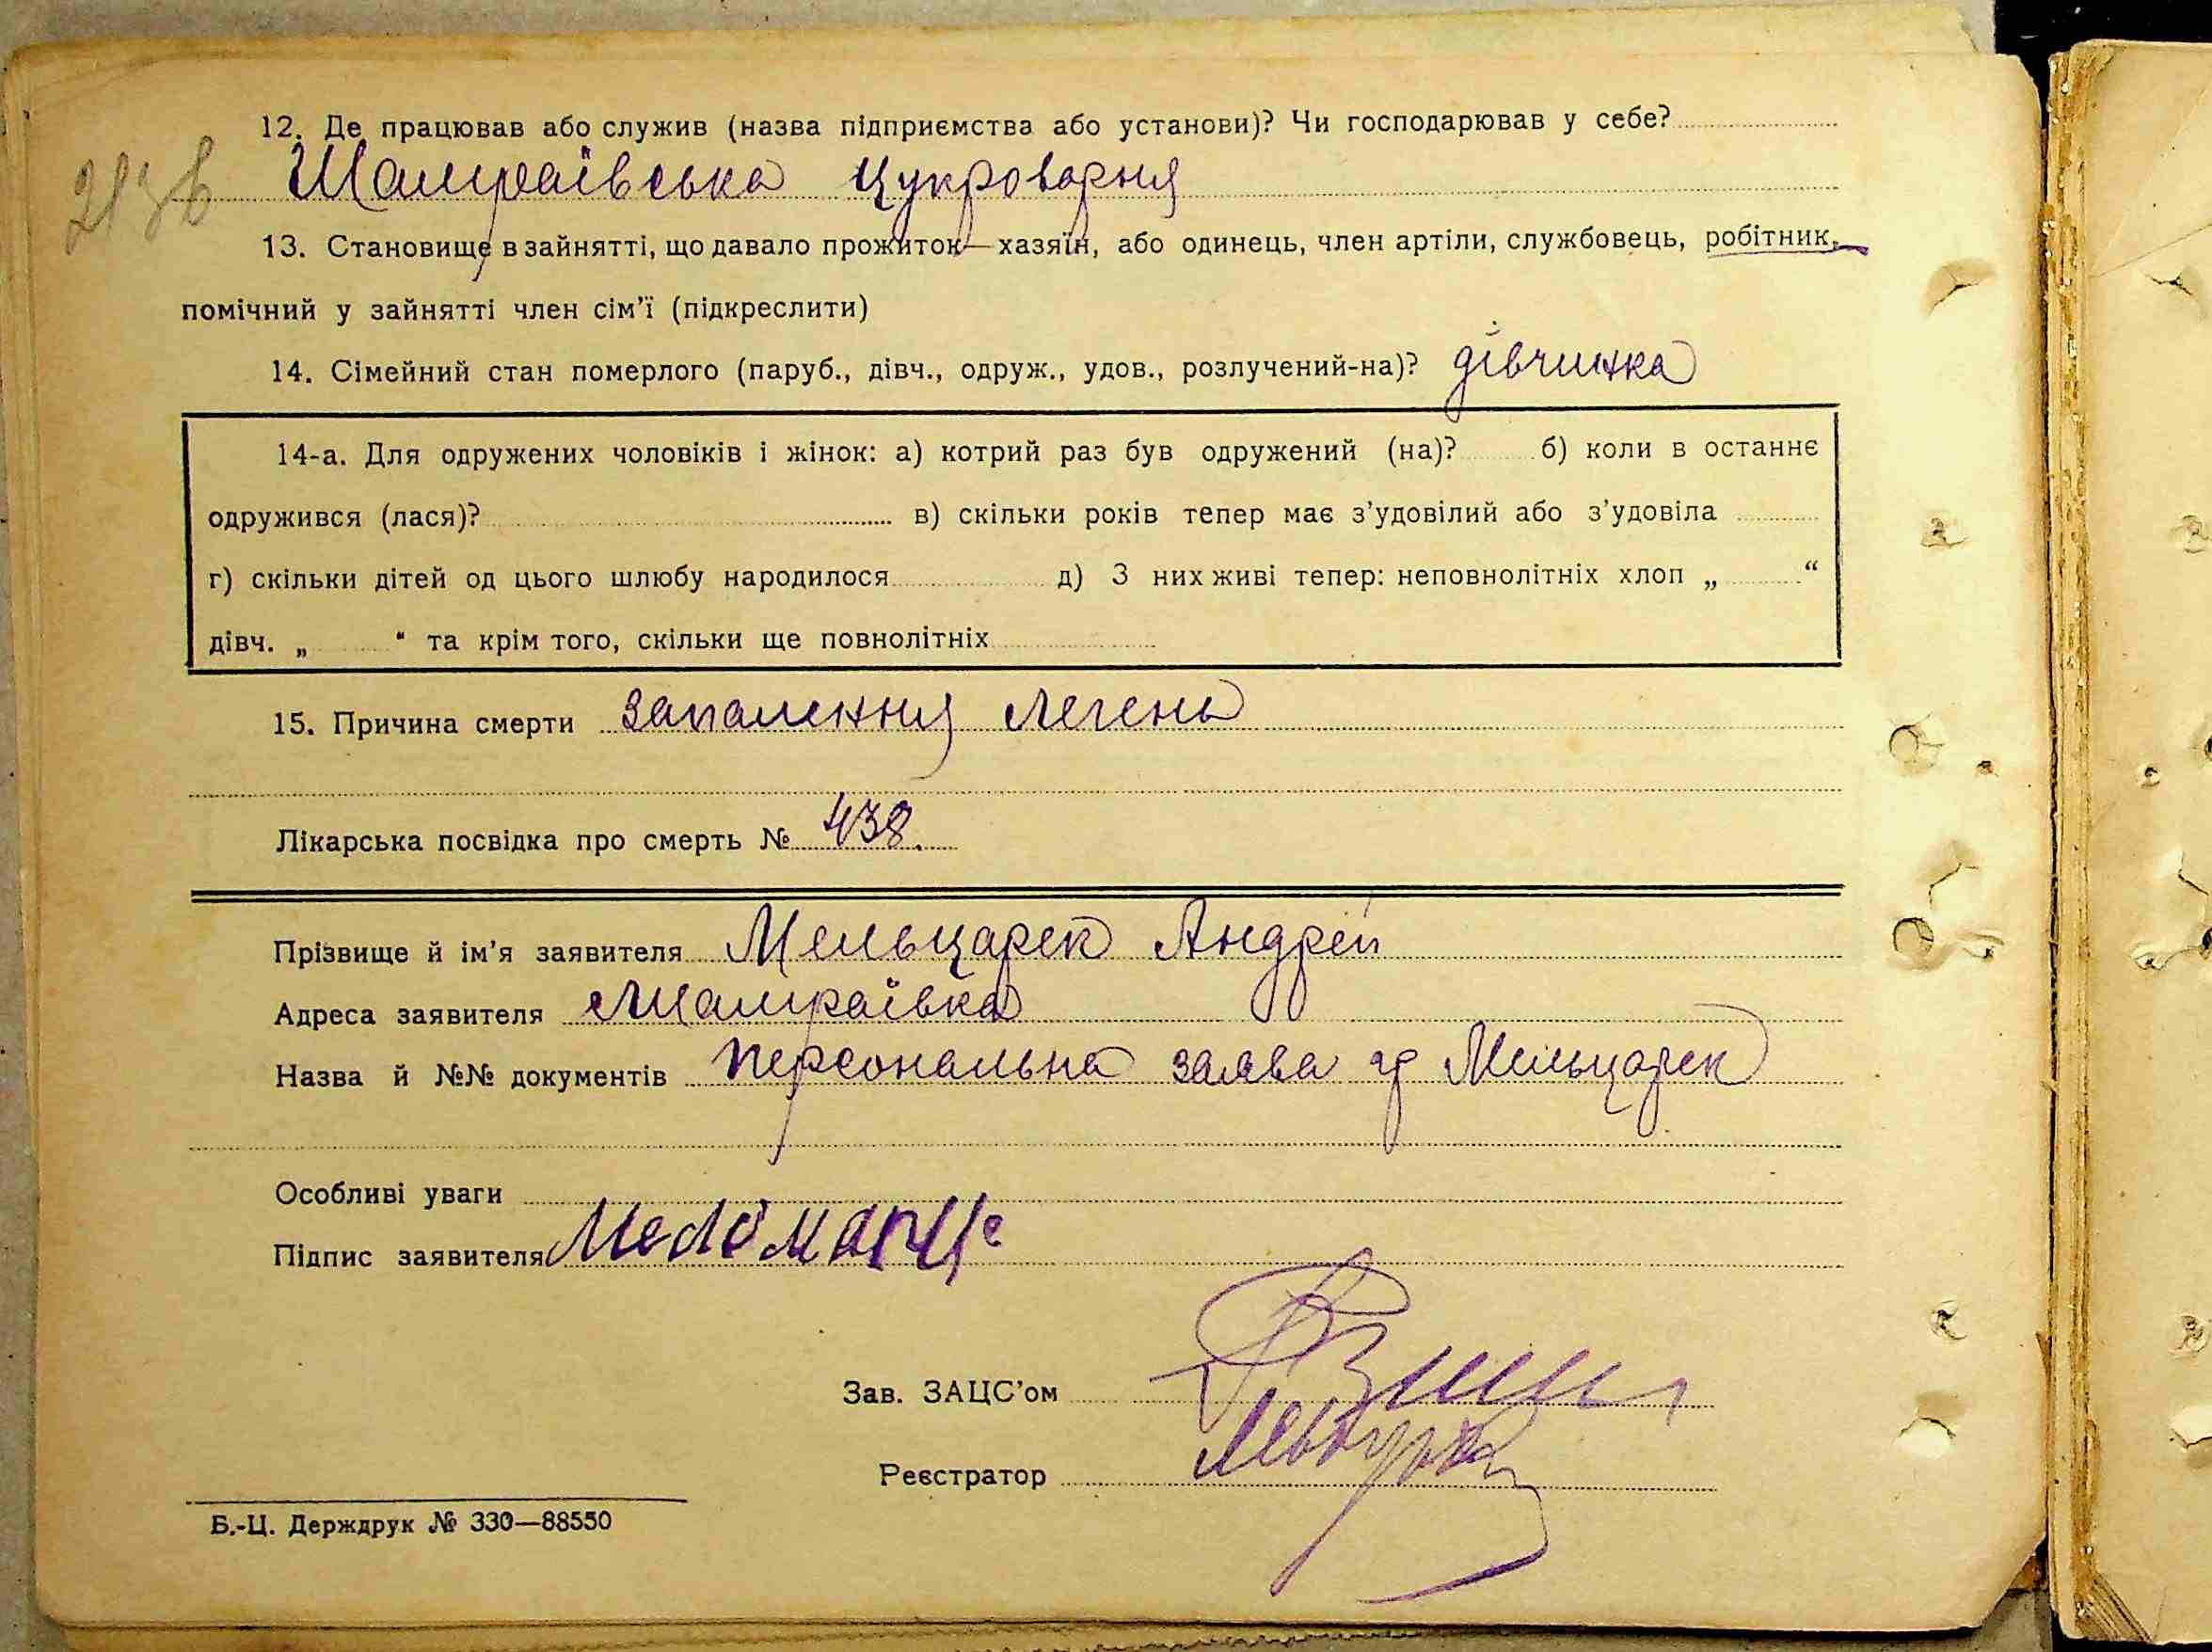 12. Де працював або служив (назва підприємства або установи)? Чи господарював у себе?
213 в Шамраівська цукроварня
13. Становище в зайнятті, що давало прожиток—хазяїн, або одинець, член артіли, службовець, робітник,
помічний у зайнятті член сім'ї (підкреслити)
14. Сімейний стан померлого (паруб., дівч., одруж., удов., розлучений-на)? дівчинка
14-а. Для одружених чоловіків і жінок: а) котрий раз був одружений (на)? б) коли в останнє
одружився (лася)? в) скільки років тепер має з'удовілий або з'удовіла
г) скільки дітей од цього шлюбу народилося д) З них живі тепер: неповнолітніх хлоп „ “
дівч. „ “ та крім того, скільки ще повнолітніх
15. Причина смерти запалення легень
Лікарська посвідка про смерть № 438.
Прізвище й ім'я заявителя Мельцарек Андрей
Адреса заявителя Шамраївка
Назва й №№ документів персональна заява гр Мельцарек
Особливі уваги
Підпис заявителя
Зав. ЗАЦС'ом
Реєстратор
Б.-Ц. Держдрук № 330—88550